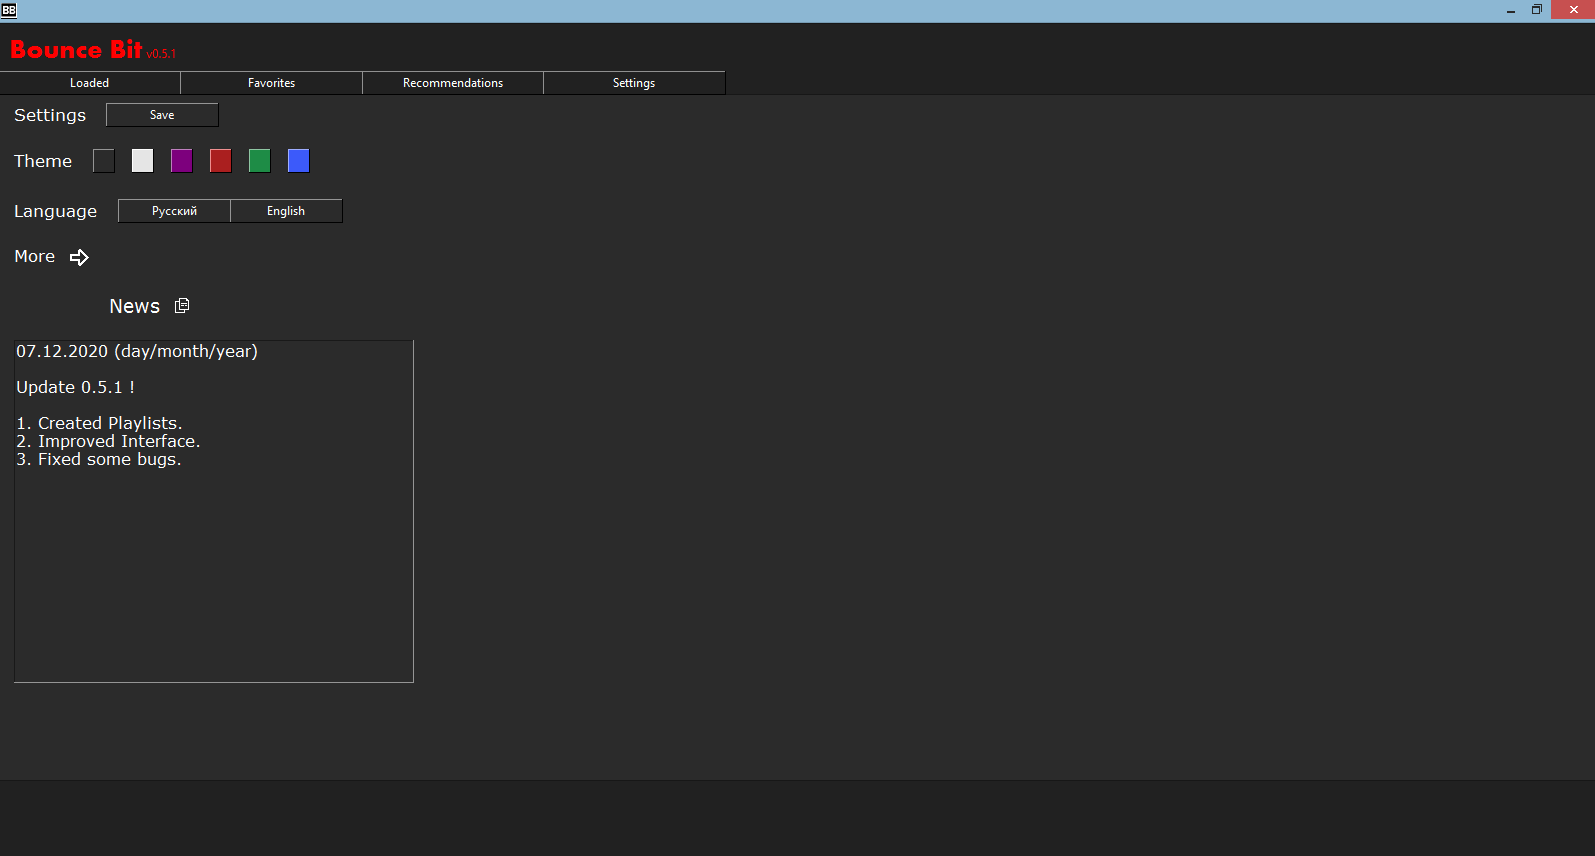 BB
Bounce Bit v0.5.1
Loaded Favorites Recommendations Settings
Settings Save
Theme
Language Русский English
More
News
07.12.2020 (day/month/year)
Update 0.5.1 !
1. Created Playlists.
2. Improved Interface.
3. Fixed some bugs.